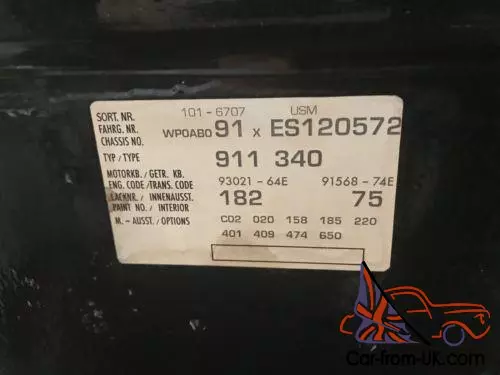 SORT. NR. 101-6707 USM
FAHRG. NR. WPOABO91 x ES120572
CHASSIS NO.
TYP/TYPE 911 340
MOTORKB./GETR. KB. 93021-64E 91568-74E
ENG. CODE/TRANS. CODE
LACKNR./INNENAUSST. 182 75
PAINT NO./INTERIOR
M.-AUSST./OPTIONS C02 020 158 185 220
401 409 474 650
Car-from-UK.com